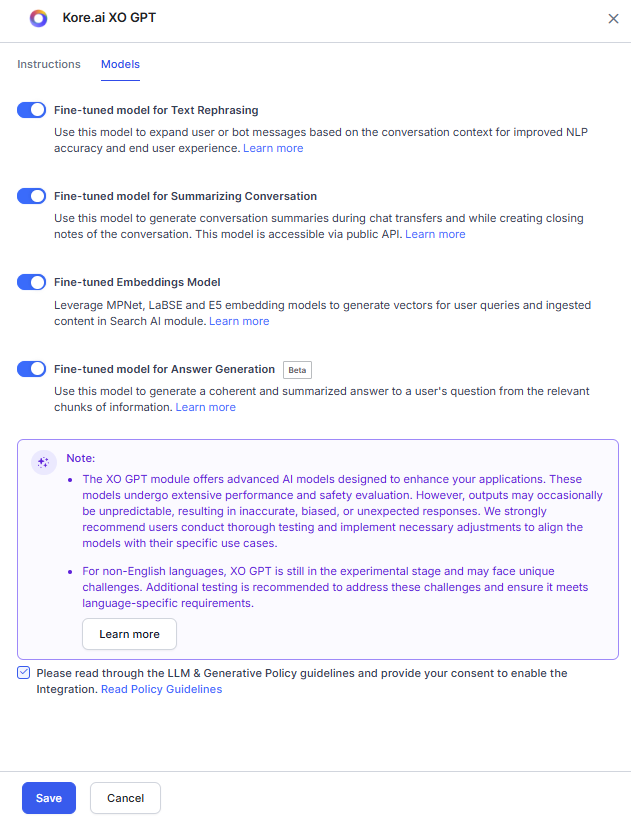 Kore.ai XO GPT
Instructions
Models
Fine-tuned model for Text Rephrasing
Use this model to expand user or bot messages based on the conversation context for improved NLP
accuracy and end user experience. Learn more
Fine-tuned model for Summarizing Conversation
Use this model to generate conversation summaries during chat transfers and while creating closing
notes of the conversation. This model is accessible via public API. Learn more
Fine-tuned Embeddings Model
Leverage MPNet, LaBSE and E5 embedding models to generate vectors for user queries and ingested
content in Search AI module. Learn more
Fine-tuned model for Answer Generation Beta
Use this model to generate a coherent and summarized answer to a user's question from the relevant
chunks of information. Learn more
Note:
• The XO GPT module offers advanced AI models designed to enhance your applications. These
models undergo extensive performance and safety evaluation. However, outputs may occasionally
be unpredictable, resulting in inaccurate, biased, or unexpected responses. We strongly
recommend users conduct thorough testing and implement necessary adjustments to align the
models with their specific use cases.
• For non-English languages, XO GPT is still in the experimental stage and may face unique
challenges. Additional testing is recommended to address these challenges and ensure it meets
language-specific requirements.
Learn more
Please read through the LLM & Generative Policy guidelines and provide your consent to enable the
Integration. Read Policy Guidelines
Save
Cancel